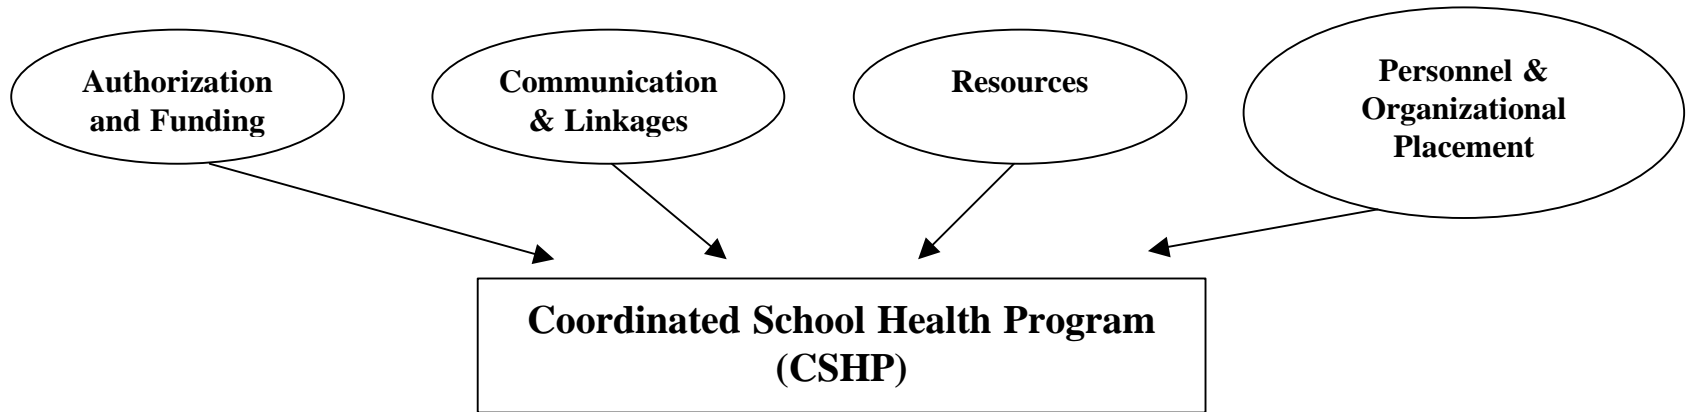 Authorization
and Funding
Communication
& Linkages
Resources
Personnel &
Organizational
Placement
Coordinated School Health Program
(CSHP)